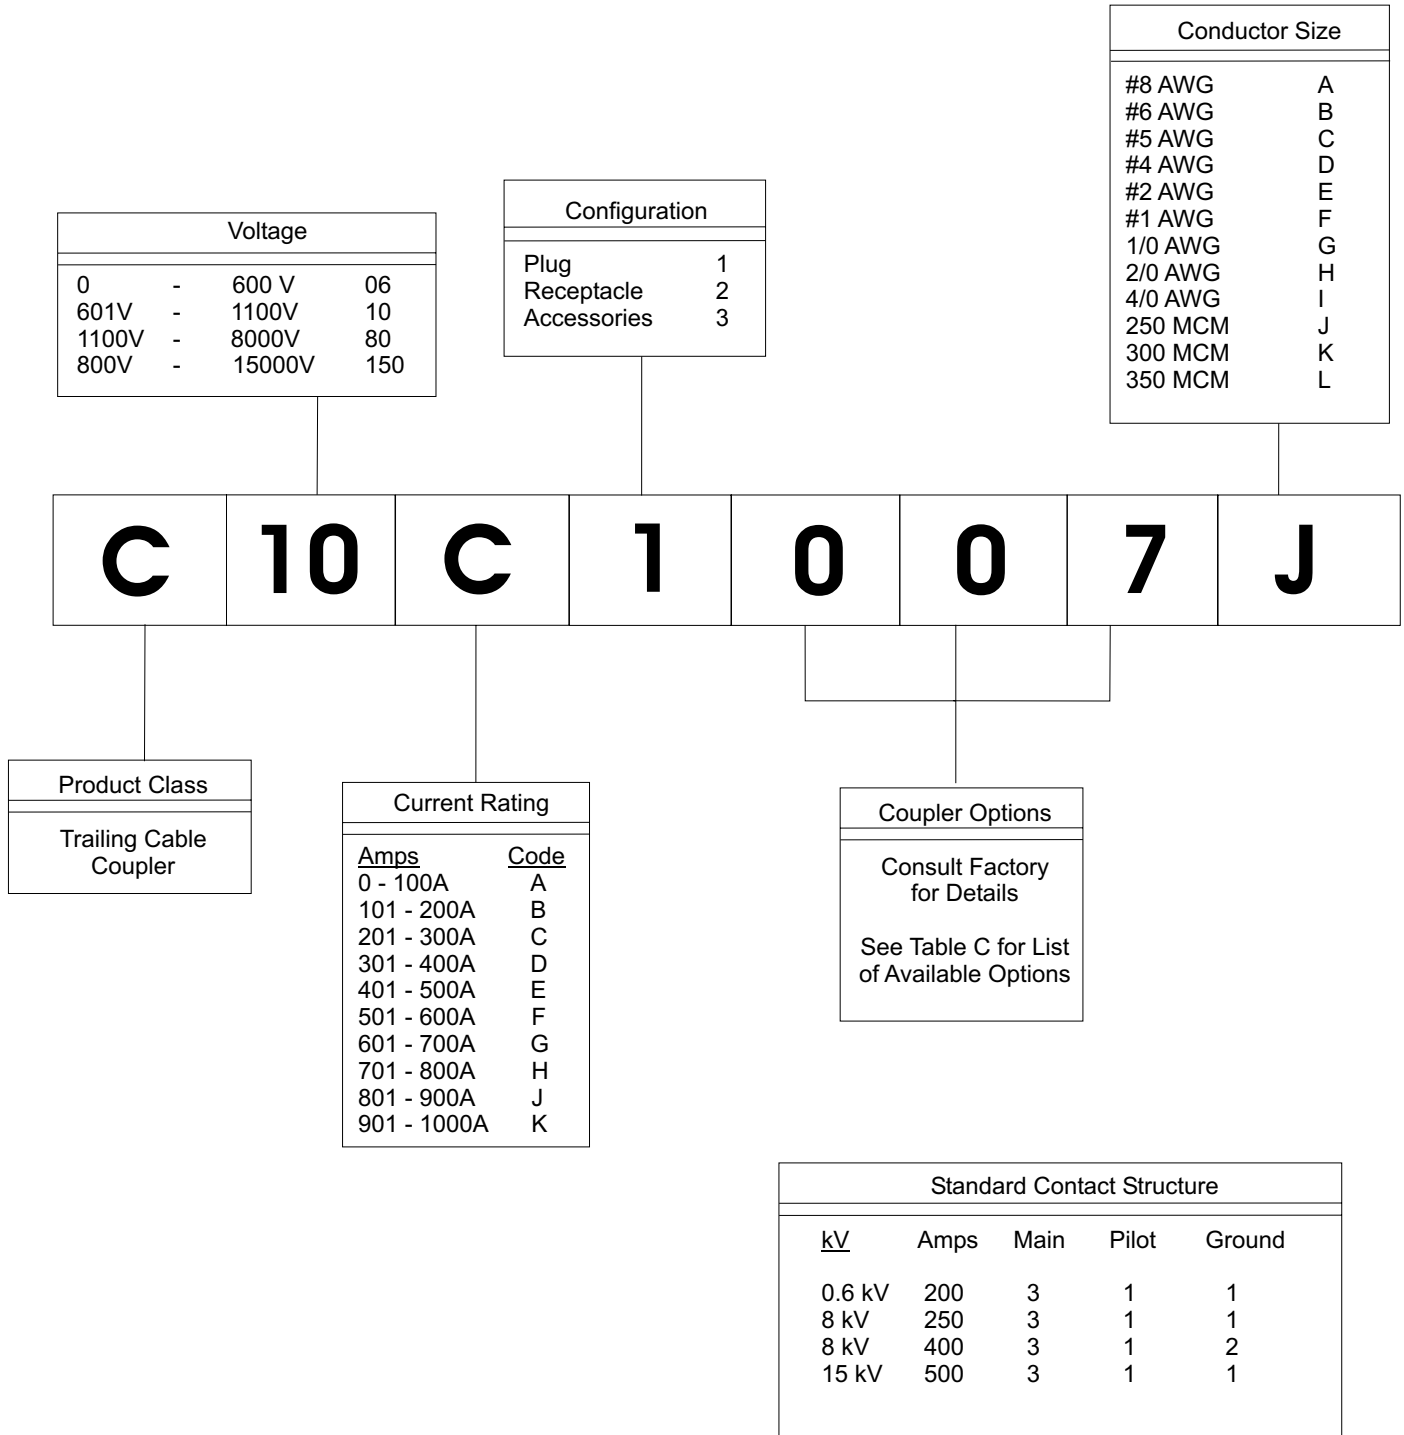 Conductor Size
#8 AWG A
#6 AWG B
#5 AWG C
#4 AWG D
#2 AWG E
#1 AWG F
1/0 AWG G
2/0 AWG H
4/0 AWG I
250 MCM J
300 MCM K
350 MCM L
Configuration
Plug 1
Receptacle 2
Accessories 3
Voltage
0 - 600 V 06
601V - 1100V 10
1100V - 8000V 80
800V - 15000V 150
C 10 C 1 0 0 7 J
Product Class
Trailing Cable
Coupler
Current Rating
Amps Code
0 - 100A A
101 - 200A B
201 - 300A C
301 - 400A D
401 - 500A E
501 - 600A F
601 - 700A G
701 - 800A H
801 - 900A J
901 - 1000A K
Coupler Options
Consult Factory
for Details
See Table C for List
of Available Options
Standard Contact Structure
kV Amps Main Pilot Ground
0.6 kV 200 3 1 1
8 kV 250 3 1 1
8 kV 400 3 1 2
15 kV 500 3 1 1